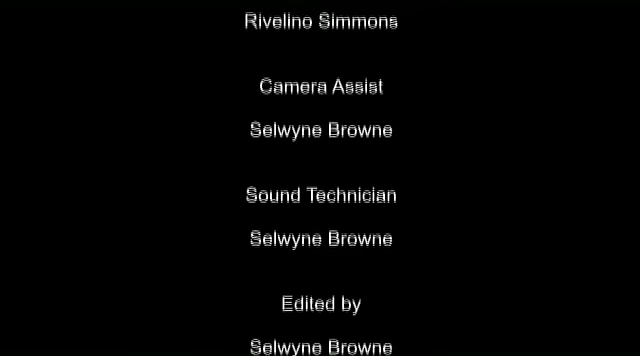 Rivelino Simmons
Camera Assist
Selwyne Browne
Sound Technician
Selwyne Browne
Edited by
Selwyne Browne